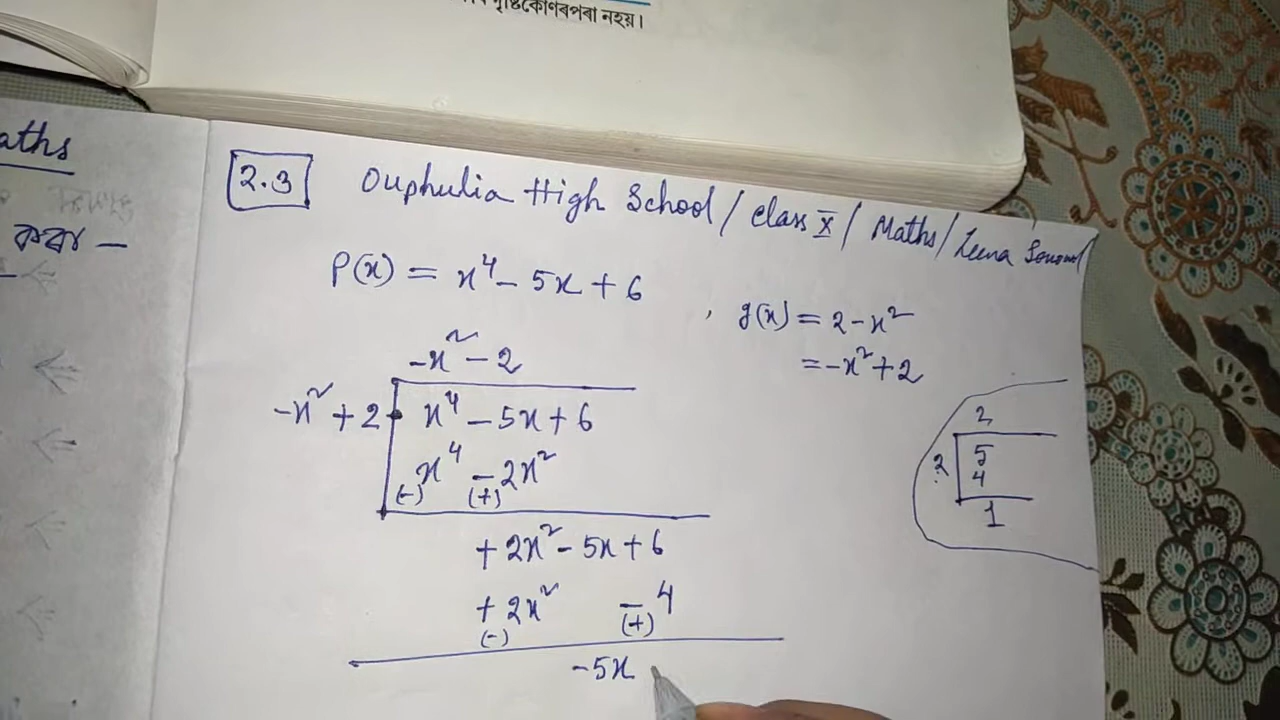 দৃষ্টিকোণৰপৰা নহয়।
aths
কৰা –
2.3 Ouphulia High School / class X / Maths / Leena Sonowal
P(x) = x⁴ - 5x + 6 , g(x) = 2 - x²
= -x² + 2
-x² - 2
-x² + 2 x⁴ - 5x + 6
x⁴ - 2x²
(-) (+)
+ 2x² - 5x + 6
+ 2x² - 4
(-) (+)
-5x
2
2 5
4
1